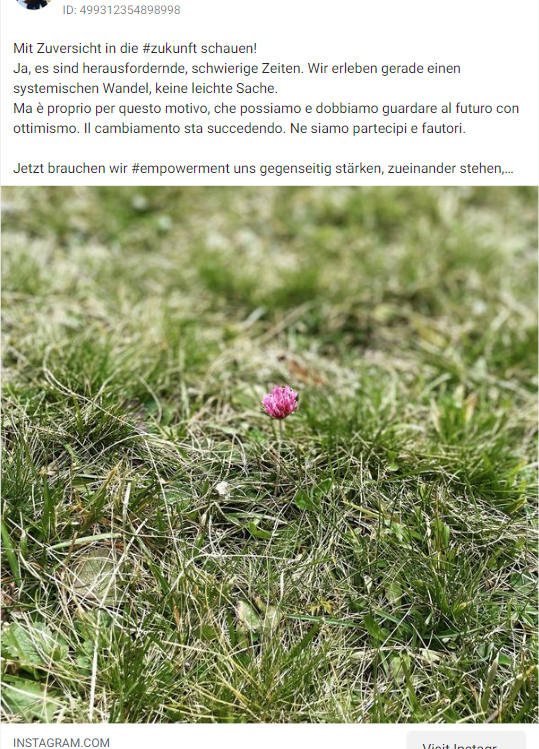 ID: 499312354898998
Mit Zuversicht in die #zukunft schauen!
Ja, es sind herausfordernde, schwierige Zeiten. Wir erleben gerade einen
systemischen Wandel, keine leichte Sache.
Ma è proprio per questo motivo, che possiamo e dobbiamo guardare al futuro con
ottimismo. Il cambiamento sta succedendo. Ne siamo partecipi e fautori.
Jetzt brauchen wir #empowerment uns gegenseitig stärken, zueinander stehen,...
INSTAGRAM.COM
Visit Instagr